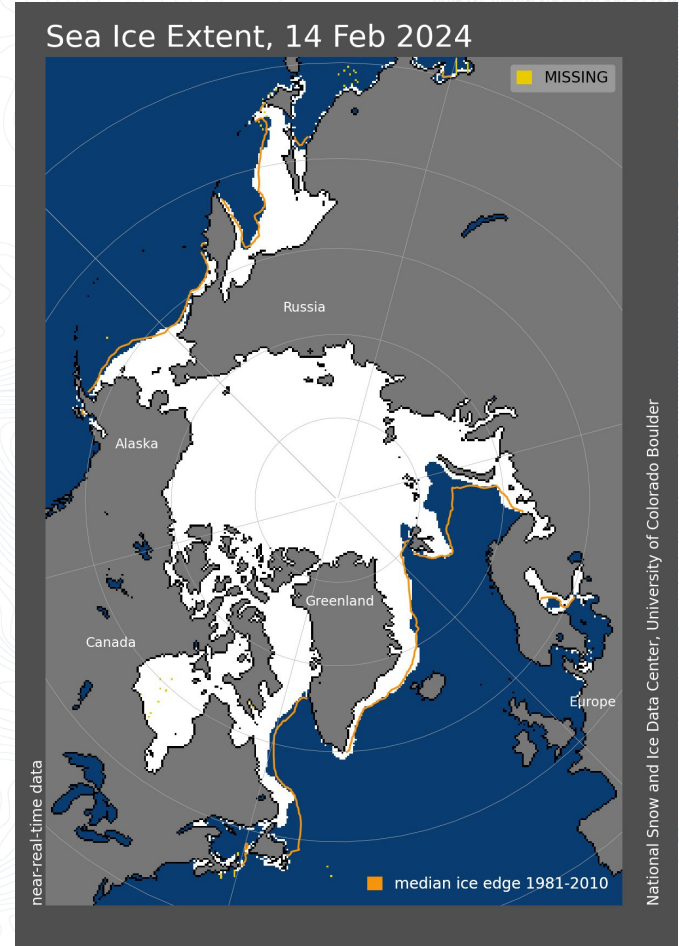 Sea Ice Extent, 14 Feb 2024
MISSING
Russia
Alaska
Greenland
Canada
Europe
near-real-time data
median ice edge 1981-2010
National Snow and Ice Data Center, University of Colorado Boulder